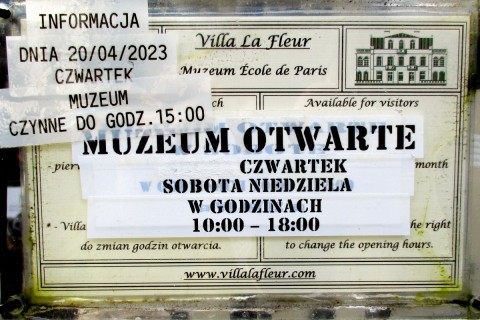 INFORMACJA
DNIA 20/04/2023
CZWARTEK
MUZEUM
CZYNNE DO GODZ.15:00
Villa La Fleur
Muzeum École de Paris
Available for visitors
MUZEUM OTWARTE
CZWARTEK
SOBOTA NIEDZIELA
W GODZINACH
10:00 – 18:00
month
* - Villa
the right
do zmian godzin otwarcia.
to change the opening hours.
www.villalafleur.com